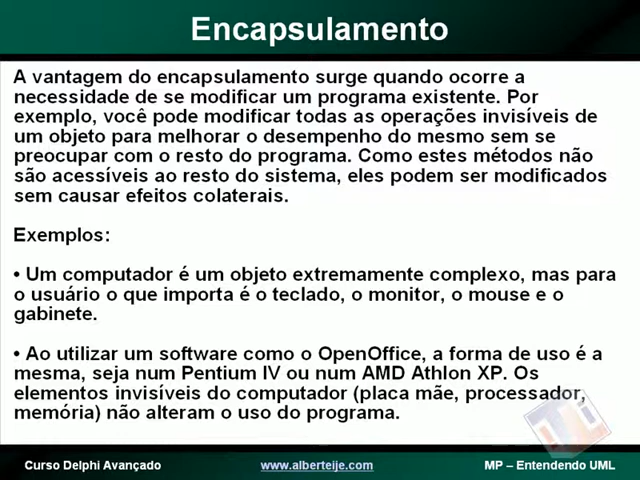 Encapsulamento
A vantagem do encapsulamento surge quando ocorre a
necessidade de se modificar um programa existente. Por
exemplo, você pode modificar todas as operações invisíveis de
um objeto para melhorar o desempenho do mesmo sem se
preocupar com o resto do programa. Como estes métodos não
são acessíveis ao resto do sistema, eles podem ser modificados
sem causar efeitos colaterais.
Exemplos:
• Um computador é um objeto extremamente complexo, mas para
o usuário o que importa é o teclado, o monitor, o mouse e o
gabinete.
• Ao utilizar um software como o OpenOffice, a forma de uso é a
mesma, seja num Pentium IV ou num AMD Athlon XP. Os
elementos invisíveis do computador (placa mãe, processador,
memória) não alteram o uso do programa.
Curso Delphi Avançado
www.alberteije.com
MP – Entendendo UML